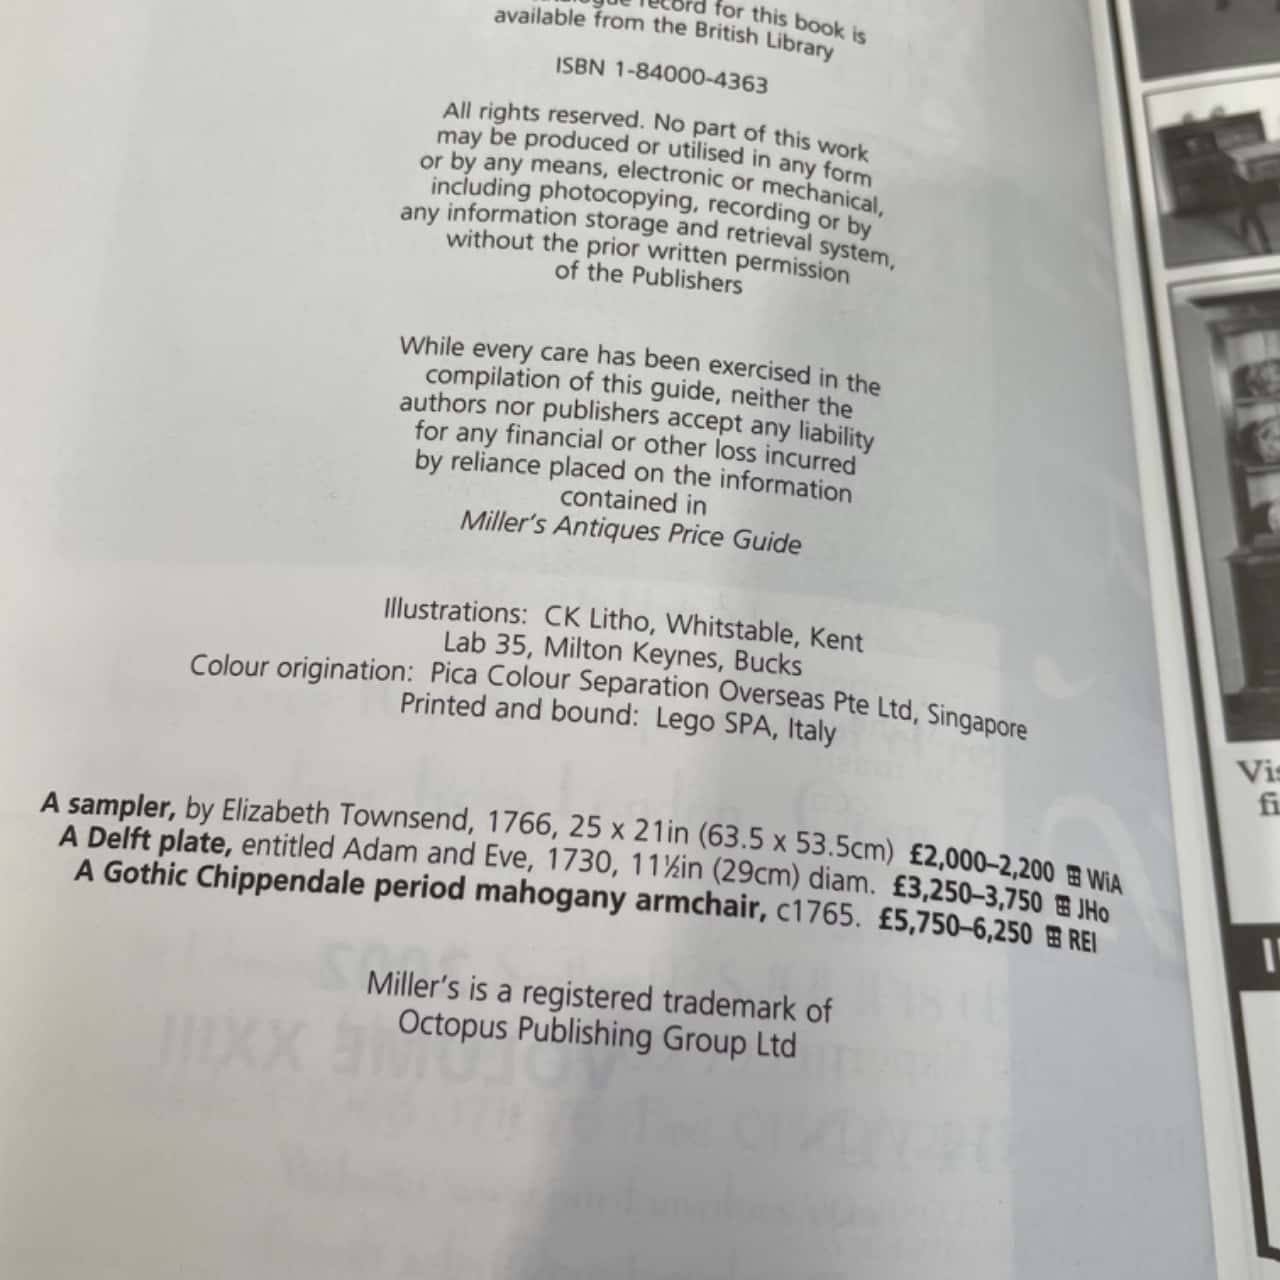 record for this book is
available from the British Library
ISBN 1-84000-4363
All rights reserved. No part of this work
may be produced or utilised in any form
or by any means, electronic or mechanical,
including photocopying, recording or by
any information storage and retrieval system,
without the prior written permission
of the Publishers
While every care has been exercised in the
compilation of this guide, neither the
authors nor publishers accept any liability
for any financial or other loss incurred
by reliance placed on the information
contained in
Miller's Antiques Price Guide
Illustrations: CK Litho, Whitstable, Kent
Lab 35, Milton Keynes, Bucks
Colour origination: Pica Colour Separation Overseas Pte Ltd, Singapore
Printed and bound: Lego SPA, Italy
A sampler, by Elizabeth Townsend, 1766, 25 x 21in (63.5 x 53.5cm) £2,000–2,200 ⊞ WiA
A Delft plate, entitled Adam and Eve, 1730, 11½in (29cm) diam. £3,250–3,750 ⊞ JHo
A Gothic Chippendale period mahogany armchair, c1765. £5,750–6,250 ⊞ REI
Miller's is a registered trademark of
Octopus Publishing Group Ltd
2002
VOLUME XXIII